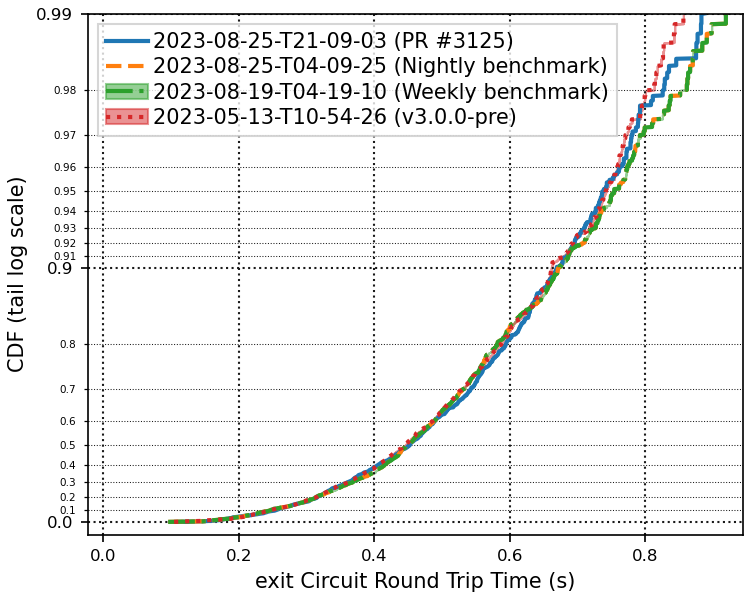 0.99
2023-08-25-T21-09-03 (PR #3125)
2023-08-25-T04-09-25 (Nightly benchmark)
2023-08-19-T04-19-10 (Weekly benchmark)
2023-05-13-T10-54-26 (v3.0.0-pre)
0.98
0.97
0.96
0.95
0.94
0.93
0.92
0.91
0.9
0.8
0.7
0.6
0.5
0.4
0.3
0.2
0.1
0.0
CDF (tail log scale)
0.0 0.2 0.4 0.6 0.8
exit Circuit Round Trip Time (s)